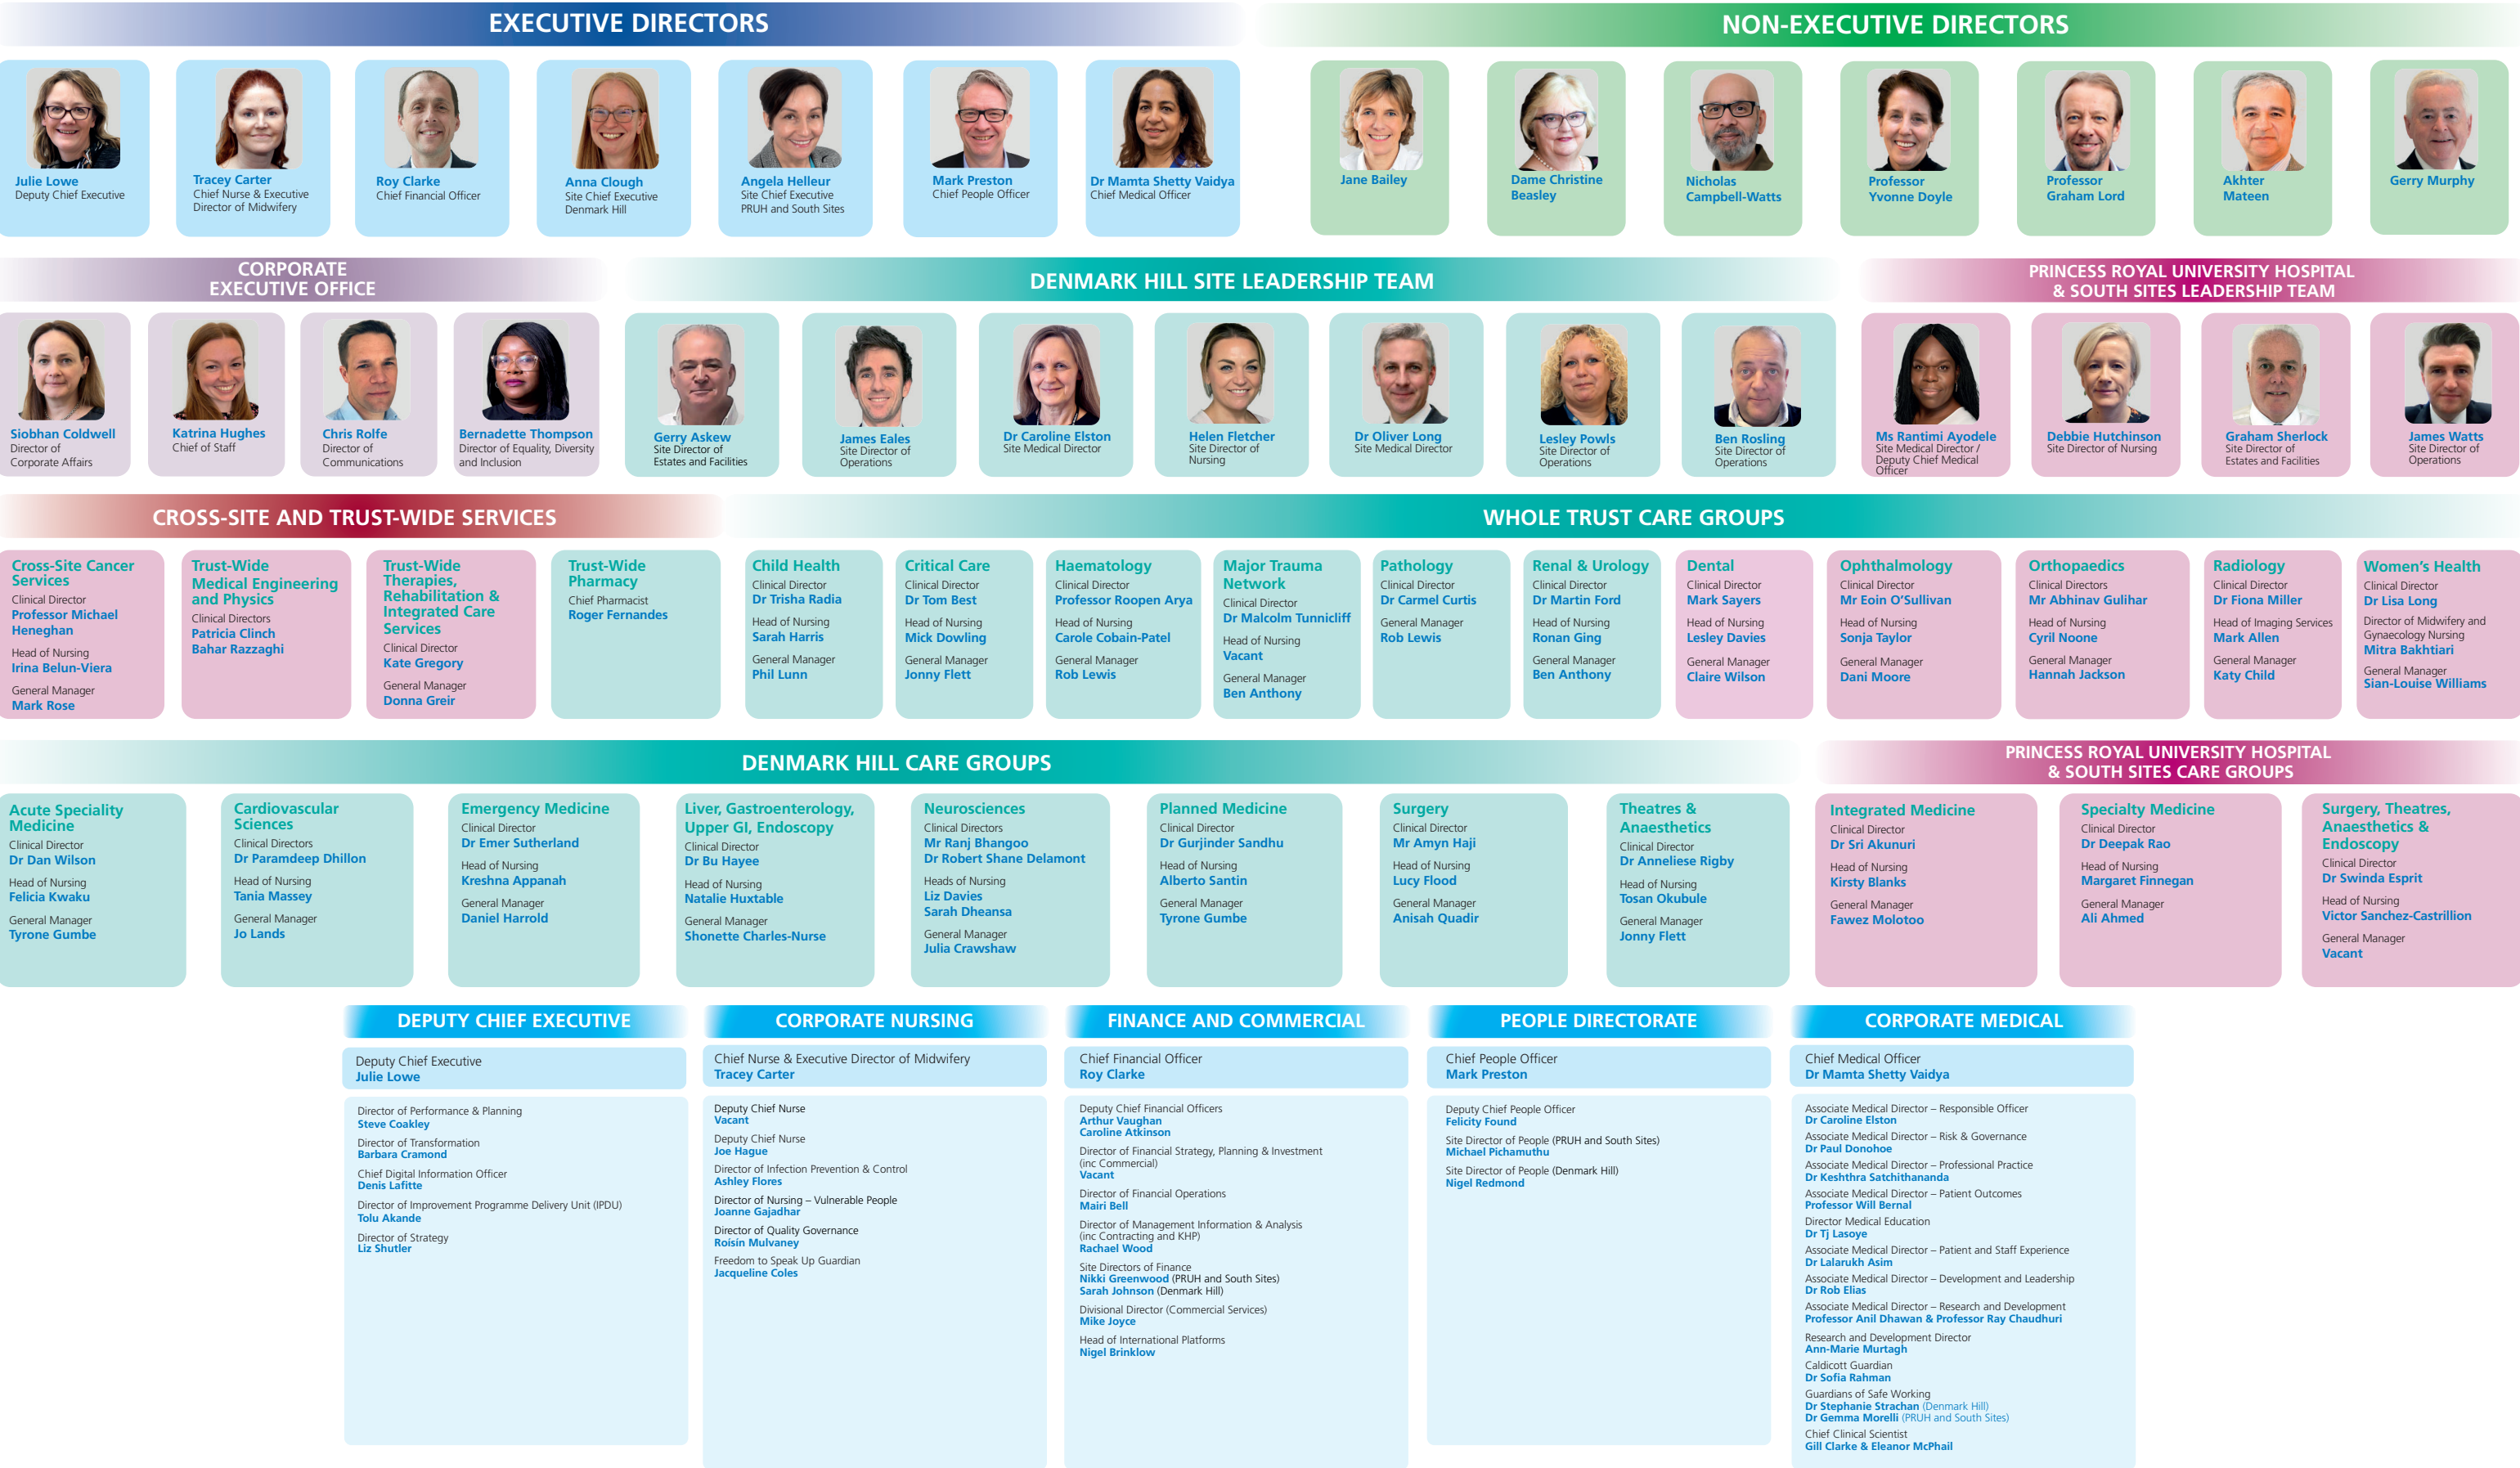 EXECUTIVE DIRECTORS
Julie Lowe
Deputy Chief Executive
Tracey Carter
Chief Nurse & Executive
Director of Midwifery
Roy Clarke
Chief Financial Officer
Anna Clough
Site Chief Executive
Denmark Hill
Angela Helleur
Site Chief Executive
PRUH and South Sites
Mark Preston
Chief People Officer
Dr Mamta Shetty Vaidya
Chief Medical Officer
NON-EXECUTIVE DIRECTORS
Jane Bailey
Dame Christine
Beasley
Nicholas
Campbell-Watts
Professor
Yvonne Doyle
Professor
Graham Lord
Akhter
Mateen
Gerry Murphy
CORPORATE
EXECUTIVE OFFICE
Siobhan Coldwell
Director of
Corporate Affairs
Katrina Hughes
Chief of Staff
Chris Rolfe
Director of
Communications
Bernadette Thompson
Director of Equality, Diversity
and Inclusion
DENMARK HILL SITE LEADERSHIP TEAM
Gerry Askew
Site Director of
Estates and Facilities
James Eales
Site Director of
Operations
Dr Caroline Elston
Site Medical Director
Helen Fletcher
Site Director of
Nursing
Dr Oliver Long
Site Medical Director
Lesley Powls
Site Director of
Operations
Ben Rosling
Site Director of
Operations
PRINCESS ROYAL UNIVERSITY HOSPITAL
& SOUTH SITES LEADERSHIP TEAM
Ms Rantimi Ayodele
Site Medical Director /
Deputy Chief Medical
Officer
Debbie Hutchinson
Site Director of Nursing
Graham Sherlock
Site Director of
Estates and Facilities
James Watts
Site Director of
Operations
CROSS-SITE AND TRUST-WIDE SERVICES
Cross-Site Cancer
Services
Clinical Director
Professor Michael
Heneghan
Head of Nursing
Irina Belun-Viera
General Manager
Mark Rose
Trust-Wide
Medical Engineering
and Physics
Clinical Directors
Patricia Clinch
Bahar Razzaghi
Trust-Wide
Therapies,
Rehabilitation &
Integrated Care
Services
Clinical Director
Kate Gregory
General Manager
Donna Greir
Trust-Wide
Pharmacy
Chief Pharmacist
Roger Fernandes
WHOLE TRUST CARE GROUPS
Child Health
Clinical Director
Dr Trisha Radia
Head of Nursing
Sarah Harris
General Manager
Phil Lunn
Critical Care
Clinical Director
Dr Tom Best
Head of Nursing
Mick Dowling
General Manager
Jonny Flett
Haematology
Clinical Director
Professor Roopen Arya
Head of Nursing
Carole Cobain-Patel
General Manager
Rob Lewis
Major Trauma
Network
Clinical Director
Dr Malcolm Tunnicliff
Head of Nursing
Vacant
General Manager
Ben Anthony
Pathology
Clinical Director
Dr Carmel Curtis
General Manager
Rob Lewis
Renal & Urology
Clinical Director
Dr Martin Ford
Head of Nursing
Ronan Ging
General Manager
Ben Anthony
Dental
Clinical Director
Mark Sayers
Head of Nursing
Lesley Davies
General Manager
Claire Wilson
Ophthalmology
Clinical Director
Mr Eoin O'Sullivan
Head of Nursing
Sonja Taylor
General Manager
Dani Moore
Orthopaedics
Clinical Directors
Mr Abhinav Gulihar
Head of Nursing
Cyril Noone
General Manager
Hannah Jackson
Radiology
Clinical Director
Dr Fiona Miller
Head of Imaging Services
Mark Allen
General Manager
Katy Child
Women's Health
Clinical Director
Dr Lisa Long
Director of Midwifery and
Gynaecology Nursing
Mitra Bakhtiari
General Manager
Sian-Louise Williams
DENMARK HILL CARE GROUPS
Acute Speciality
Medicine
Clinical Director
Dr Dan Wilson
Head of Nursing
Felicia Kwaku
General Manager
Tyrone Gumbe
Cardiovascular
Sciences
Clinical Directors
Dr Paramdeep Dhillon
Head of Nursing
Tania Massey
General Manager
Jo Lands
Emergency Medicine
Clinical Director
Dr Emer Sutherland
Head of Nursing
Kreshna Appanah
General Manager
Daniel Harrold
Liver, Gastroenterology,
Upper GI, Endoscopy
Clinical Director
Dr Bu Hayee
Head of Nursing
Natalie Huxtable
General Manager
Shonette Charles-Nurse
Neurosciences
Clinical Directors
Mr Ranj Bhangoo
Dr Robert Shane Delamont
Heads of Nursing
Liz Davies
Sarah Dheansa
General Manager
Julia Crawshaw
Planned Medicine
Clinical Director
Dr Gurjinder Sandhu
Head of Nursing
Alberto Santin
General Manager
Tyrone Gumbe
Surgery
Clinical Director
Mr Amyn Haji
Head of Nursing
Lucy Flood
General Manager
Anisah Quadir
Theatres &
Anaesthetics
Clinical Director
Dr Anneliese Rigby
Head of Nursing
Tosan Okubule
General Manager
Jonny Flett
PRINCESS ROYAL UNIVERSITY HOSPITAL
& SOUTH SITES CARE GROUPS
Integrated Medicine
Clinical Director
Dr Sri Akunuri
Head of Nursing
Kirsty Blanks
General Manager
Fawez Molotoo
Specialty Medicine
Clinical Director
Dr Deepak Rao
Head of Nursing
Margaret Finnegan
General Manager
Ali Ahmed
Surgery, Theatres,
Anaesthetics &
Endoscopy
Clinical Director
Dr Swinda Esprit
Head of Nursing
Victor Sanchez-Castrillion
General Manager
Vacant
DEPUTY CHIEF EXECUTIVE
Deputy Chief Executive
Julie Lowe
Director of Performance & Planning
Steve Coakley
Director of Transformation
Barbara Cramond
Chief Digital Information Officer
Denis Lafitte
Director of Improvement Programme Delivery Unit (IPDU)
Tolu Akande
Director of Strategy
Liz Shutler
CORPORATE NURSING
Chief Nurse & Executive Director of Midwifery
Tracey Carter
Deputy Chief Nurse
Vacant
Deputy Chief Nurse
Joe Hague
Director of Infection Prevention & Control
Ashley Flores
Director of Nursing – Vulnerable People
Joanne Gajadhar
Director of Quality Governance
Roisin Mulvaney
Freedom to Speak Up Guardian
Jacqueline Coles
FINANCE AND COMMERCIAL
Chief Financial Officer
Roy Clarke
Deputy Chief Financial Officers
Arthur Vaughan
Caroline Atkinson
Director of Financial Strategy, Planning & Investment
(inc Commercial)
Vacant
Director of Financial Operations
Mairi Bell
Director of Management Information & Analysis
(inc Contracting and KHP)
Rachael Wood
Site Directors of Finance
Nikki Greenwood (PRUH and South Sites)
Sarah Johnson (Denmark Hill)
Divisional Director (Commercial Services)
Mike Joyce
Head of International Platforms
Nigel Brinklow
PEOPLE DIRECTORATE
Chief People Officer
Mark Preston
Deputy Chief People Officer
Felicity Found
Site Director of People (PRUH and South Sites)
Michael Pichamuthu
Site Director of People (Denmark Hill)
Nigel Redmond
CORPORATE MEDICAL
Chief Medical Officer
Dr Mamta Shetty Vaidya
Associate Medical Director – Responsible Officer
Dr Caroline Elston
Associate Medical Director – Risk & Governance
Dr Paul Donohoe
Associate Medical Director – Professional Practice
Dr Keshthra Satchithananda
Associate Medical Director – Patient Outcomes
Professor Will Bernal
Director Medical Education
Dr Tj Lasoye
Associate Medical Director – Patient and Staff Experience
Dr Lalarukh Asim
Associate Medical Director – Development and Leadership
Dr Rob Elias
Associate Medical Director – Research and Development
Professor Anil Dhawan & Professor Ray Chaudhuri
Research and Development Director
Ann-Marie Murtagh
Caldicott Guardian
Dr Sofia Rahman
Guardians of Safe Working
Dr Stephanie Strachan (Denmark Hill)
Dr Gemma Morelli (PRUH and South Sites)
Chief Clinical Scientist
Gill Clarke & Eleanor McPhail